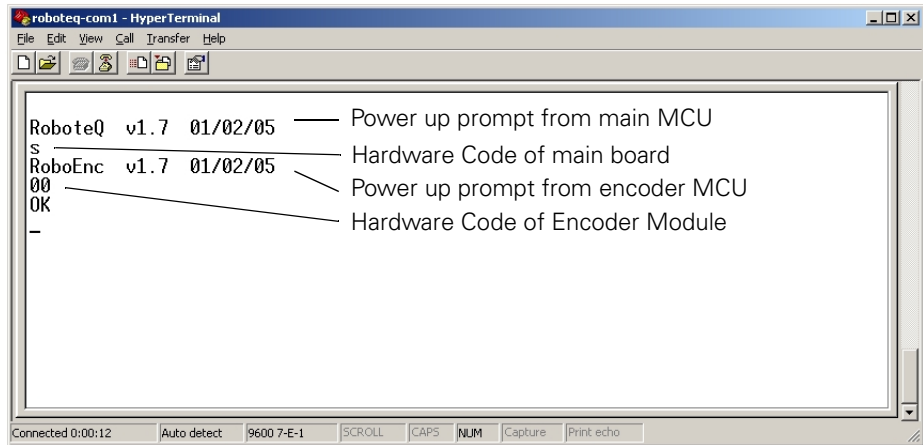 roboteq-com1 - HyperTerminal
File Edit View Call Transfer Help
RoboteQ v1.7 01/02/05
Power up prompt from main MCU
s
Hardware Code of main board
RoboEnc v1.7 01/02/05
Power up prompt from encoder MCU
00
Hardware Code of Encoder Module
OK
_
Connected 0:00:12 Auto detect 9600 7-E-1 SCROLL CAPS NUM Capture Print echo